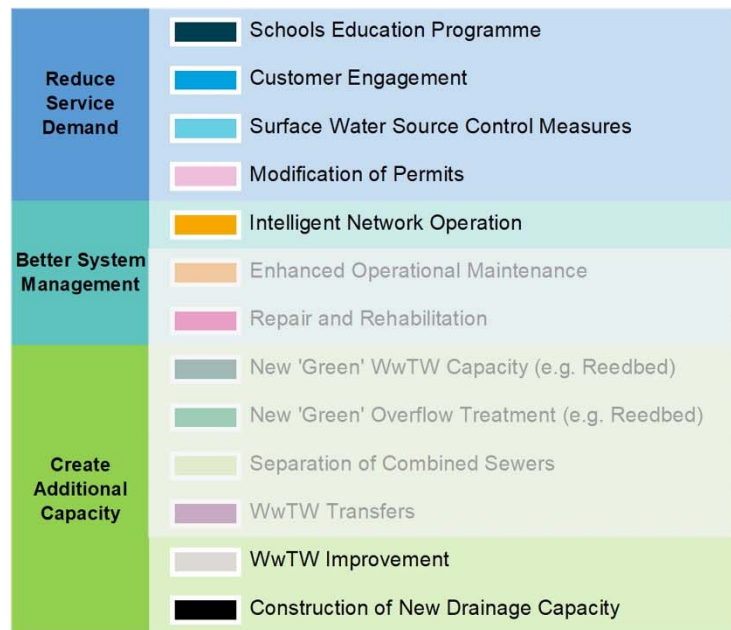 Reduce
Service
Demand
Schools Education Programme
Customer Engagement
Surface Water Source Control Measures
Modification of Permits
Better System
Management
Intelligent Network Operation
Enhanced Operational Maintenance
Repair and Rehabilitation
Create
Additional
Capacity
New 'Green' WwTW Capacity (e.g. Reedbed)
New 'Green' Overflow Treatment (e.g. Reedbed)
Separation of Combined Sewers
WwTW Transfers
WwTW Improvement
Construction of New Drainage Capacity